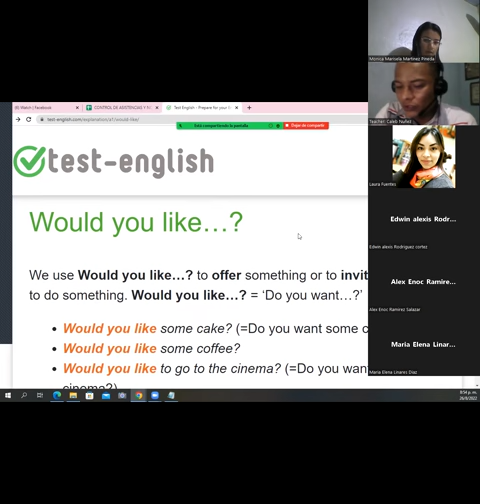 Watch | Facebook
CONTROL DE ASISTENCIAS Y
Test English - Prepare for your
test-english.com/explanation/a1/would-like/
Está compartiendo la pantalla
Dejar de compartir
test-english
Would you like…?
We use Would you like…? to offer something or to
to do something. Would you like…? = ‘Do you want…?’
• Would you like some cake? (=Do you want some
• Would you like some coffee?
• Would you like to go to the cinema? (=Do you
cinema?)
Monica Marcela Martinez Pineda
Teacher: Caleb Nuñez
Laura Fuentes
Edwin alexis Rodr...
Edwin alexis Rodriguez cortez
Alex Enoc Ramire...
Alex Enoc Ramirez Salazar
Maria Elena Linar...
Maria Elena Linares Diaz
8:54 p. m.
26/8/2022